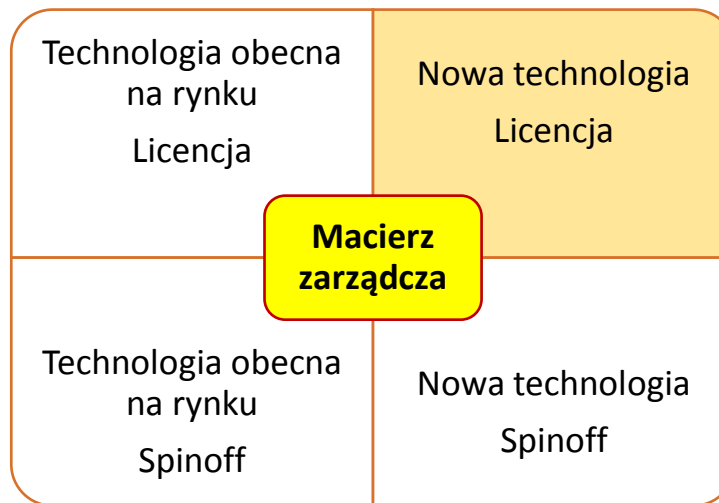 Technologia obecna
na rynku
Licencja
Nowa technologia
Licencja
Macierz
zarządcza
Technologia obecna
na rynku
Spinoff
Nowa technologia
Spinoff